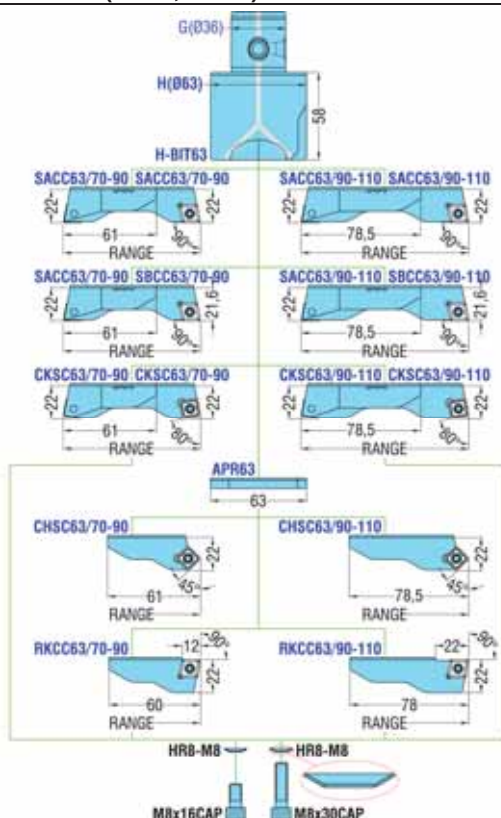 G(Ø36)
H(Ø63)
58
H-BIT63
SACC63/70-90 SACC63/70-90 SACC63/90-110 SACC63/90-110
22 22 22 22
61 90° 78,5 90°
RANGE RANGE
SACC63/70-90 SBCC63/70-90 SACC63/90-110 SBCC63/90-110
22 21,6 22 21,6
61 90° 78,5 90°
RANGE RANGE
CKSC63/70-90 CKSC63/70-90 CKSC63/90-110 CKSC63/90-110
22 22 22 22
61 80° 78,5 80°
RANGE RANGE
APR63
63
CHSC63/70-90 CHSC63/90-110
22 22
61 45° 78,5 45°
RANGE RANGE
RKCC63/70-90 12 90° RKCC63/90-110 22 90°
22 22
60 78
RANGE RANGE
HR8-M8 HR8-M8
M8x16CAP M8x30CAP